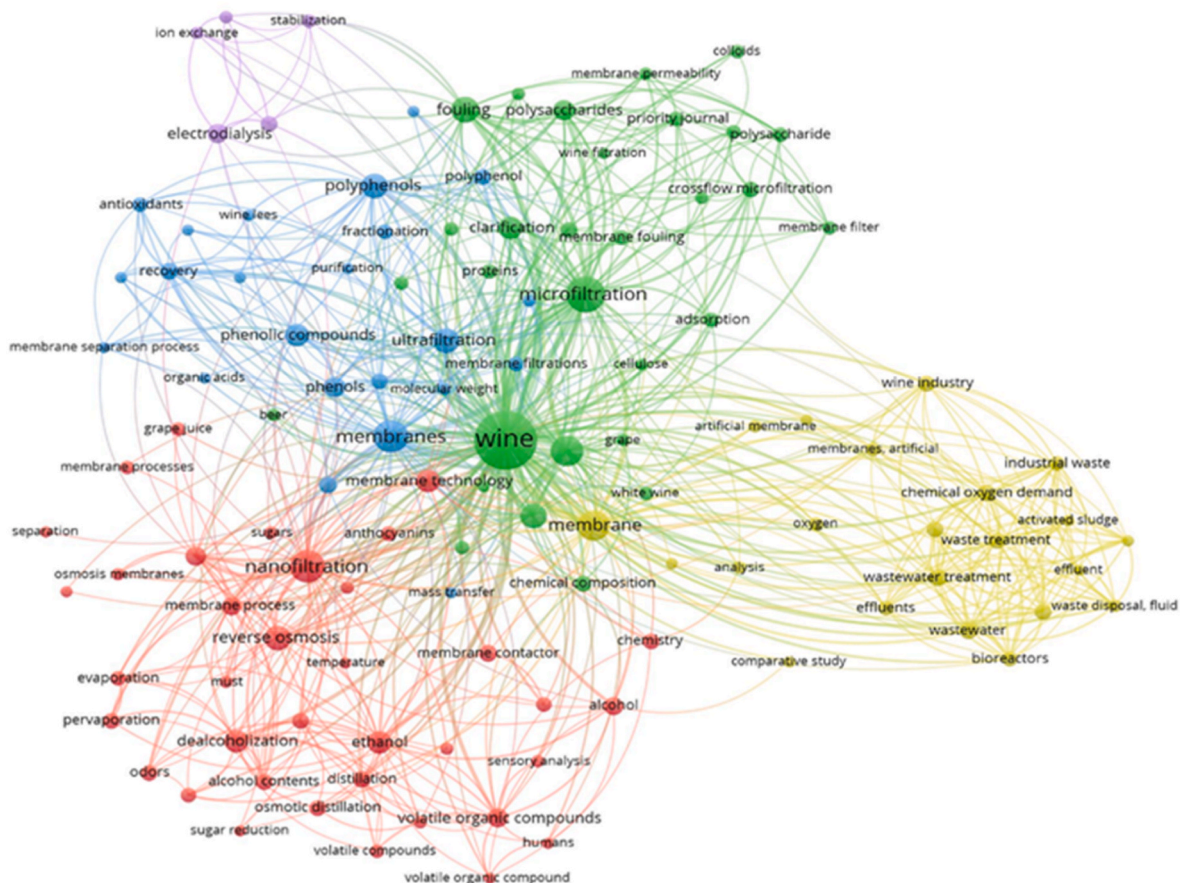 stabilization
ion exchange
colloids
membrane permeability
fouling
polysaccharides
priority journal
electrodialysis
polysaccharide
wine filtration
polyphenols
polyphenol
crossflow microfiltration
antioxidants
wine lees
fractionation
clarification
membrane fouling
membrane filter
recovery
purification
proteins
microfiltration
adsorption
phenolic compounds
ultrafiltration
membrane separation process
membrane filtrations
cellulose
organic acids
phenols
molecular weight
wine industry
beer
grape juice
artificial membrane
membranes
wine
grape
membranes, artificial
membrane processes
industrial waste
membrane technology
white wine
chemical oxygen demand
separation
sugars
anthocyanins
membrane
oxygen
activated sludge
waste treatment
nanofiltration
osmosis membranes
analysis
effluent
chemical composition
wastewater treatment
mass transfer
membrane process
effluents
waste disposal, fluid
reverse osmosis
chemistry
wastewater
temperature
membrane contactor
comparative study
bioreactors
evaporation
must
alcohol
pervaporation
dealcoholization
ethanol
sensory analysis
odors
alcohol contents
distillation
osmotic distillation
volatile organic compounds
sugar reduction
humans
volatile compounds
volatile organic compound